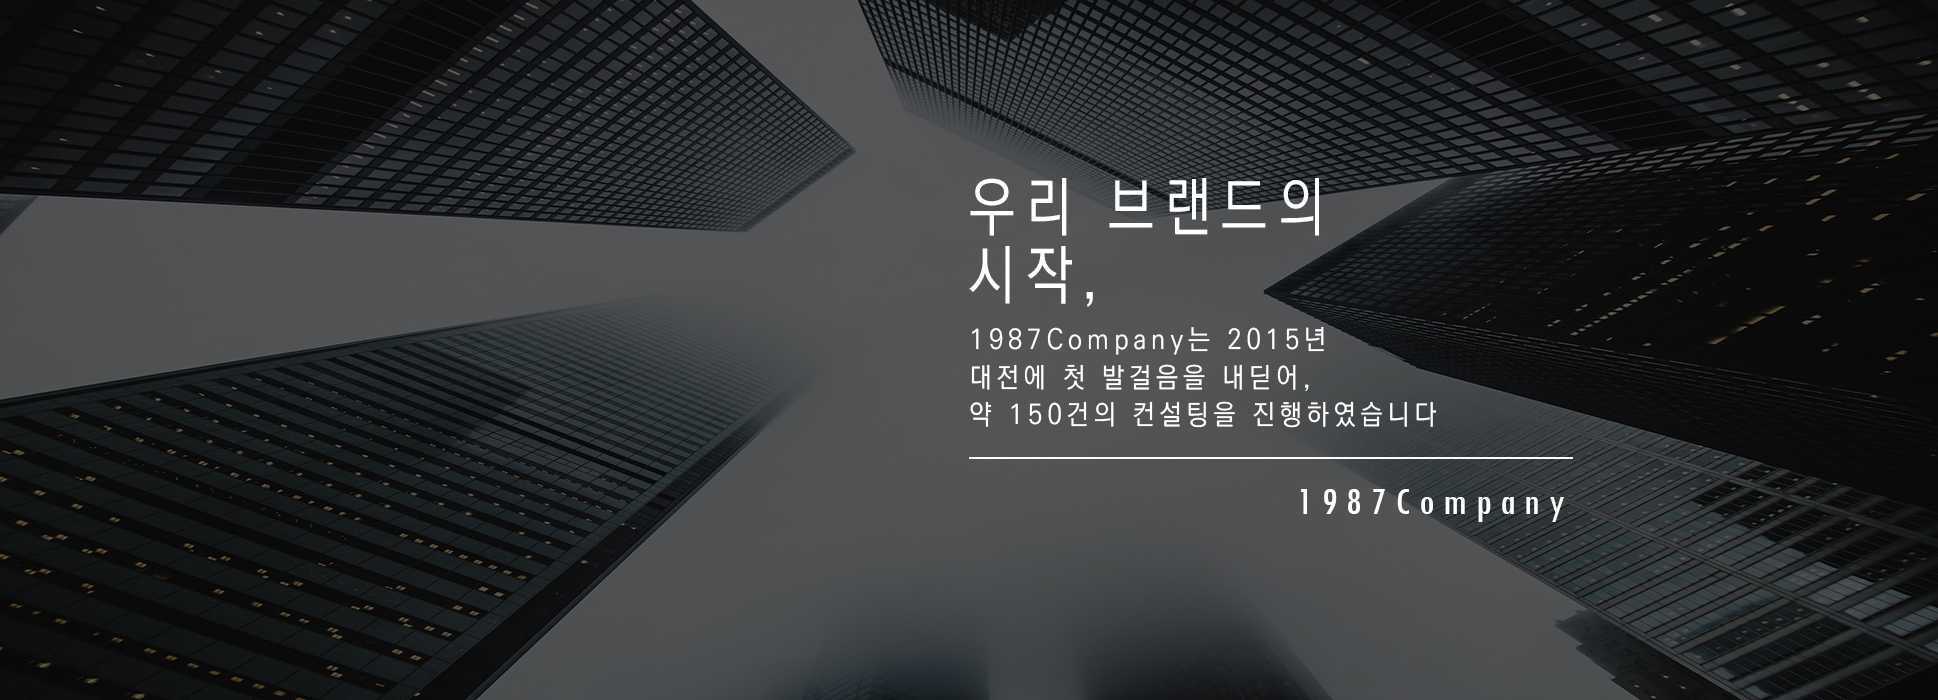 우리 브랜드의
시작,
1987Company는 2015년
대전에 첫 발걸음을 내딛어,
약 150건의 컨설팅을 진행하였습니다
1987Company